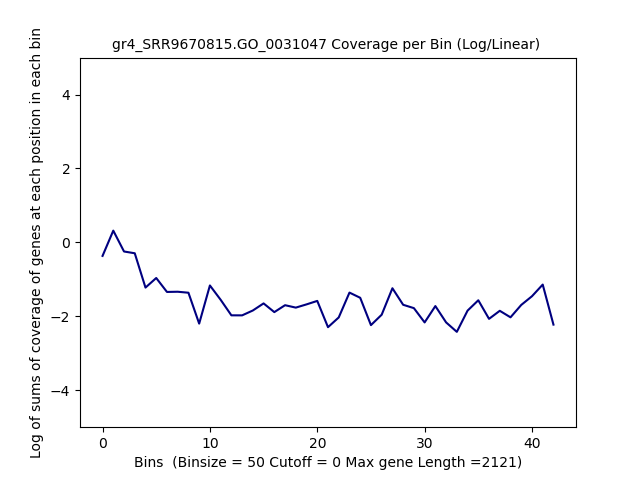 gr4_SRR9670815.GO_0031047 Coverage per Bin (Log/Linear)
Log of sums of coverage of genes at each position in each bin
4
2
0
−2
−4
0 10 20 30 40
Bins  (Binsize = 50 Cutoff = 0 Max gene Length =2121)